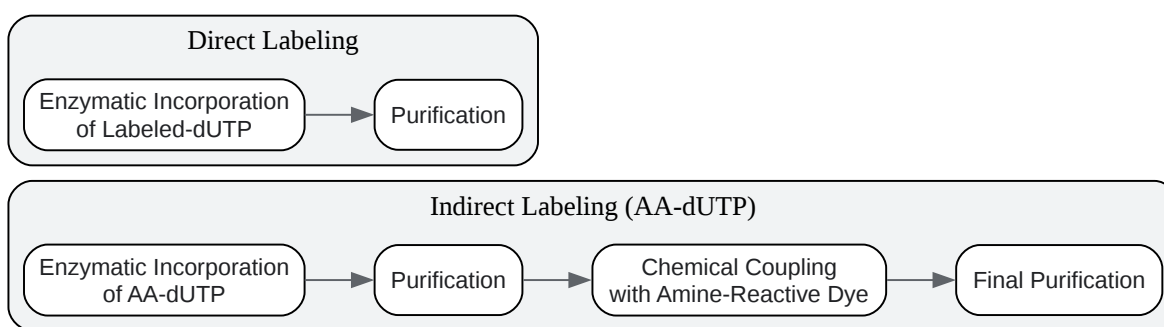 Direct Labeling
Enzymatic Incorporation
of Labeled-dUTP
Purification
Indirect Labeling (AA-dUTP)
Enzymatic Incorporation
of AA-dUTP
Purification
Chemical Coupling
with Amine-Reactive Dye
Final Purification